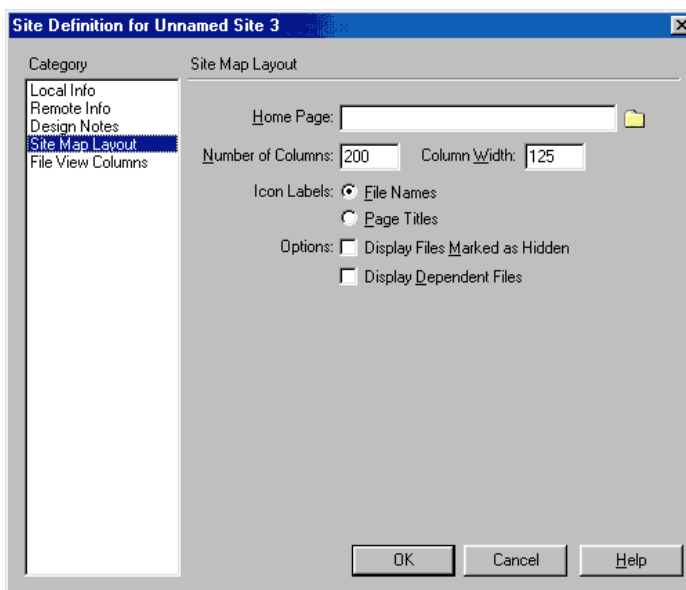 Site Definition for Unnamed Site 3
Category
Local Info
Remote Info
Design Notes
Site Map Layout
File View Columns
Site Map Layout
Home Page:
Number of Columns: 200 Column Width: 125
Icon Labels: File Names
Page Titles
Options: Display Files Marked as Hidden
Display Dependent Files
OK Cancel Help